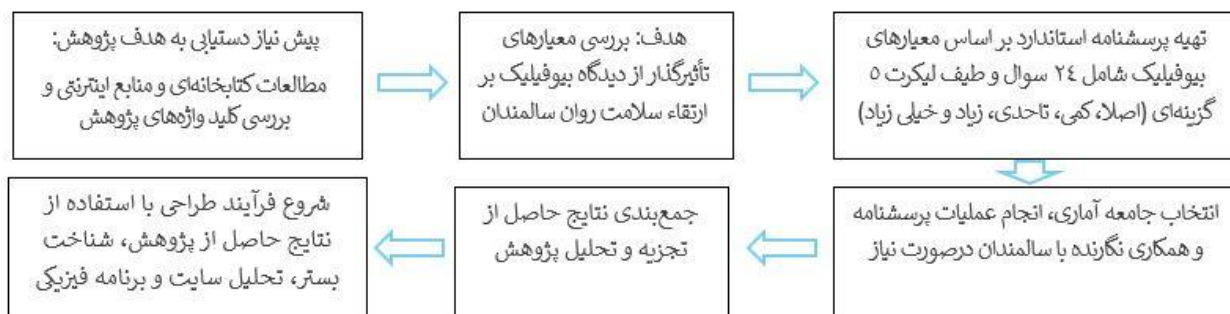 پیش نیاز دستیابی به هدف پژوهش:
مطالعات کتابخانه‌ای و منابع اینترنتی و
بررسی کلید واژه‌های پژوهش
هدف: بررسی معیارهای
تأثیرگذار از دیدگاه بیوفیلیک بر
ارتقاء سلامت روان سالمندان
تهیه پرسشنامه استاندارد بر اساس معیارهای
بیوفیلیک شامل ٢٤ سوال و طیف لیکرت ٥
گزینه‌ای (اصلا، کمی، تاحدی، زیاد و خیلی زیاد)
انتخاب جامعه آماری، انجام عملیات پرسشنامه
و همکاری نگارنده با سالمندان درصورت نیاز
جمع‌بندی نتایج حاصل از
تجزیه و تحلیل پژوهش
شروع فرآیند طراحی با استفاده از
نتایج حاصل از پژوهش، شناخت
بستر، تحلیل سایت و برنامه فیزیکی